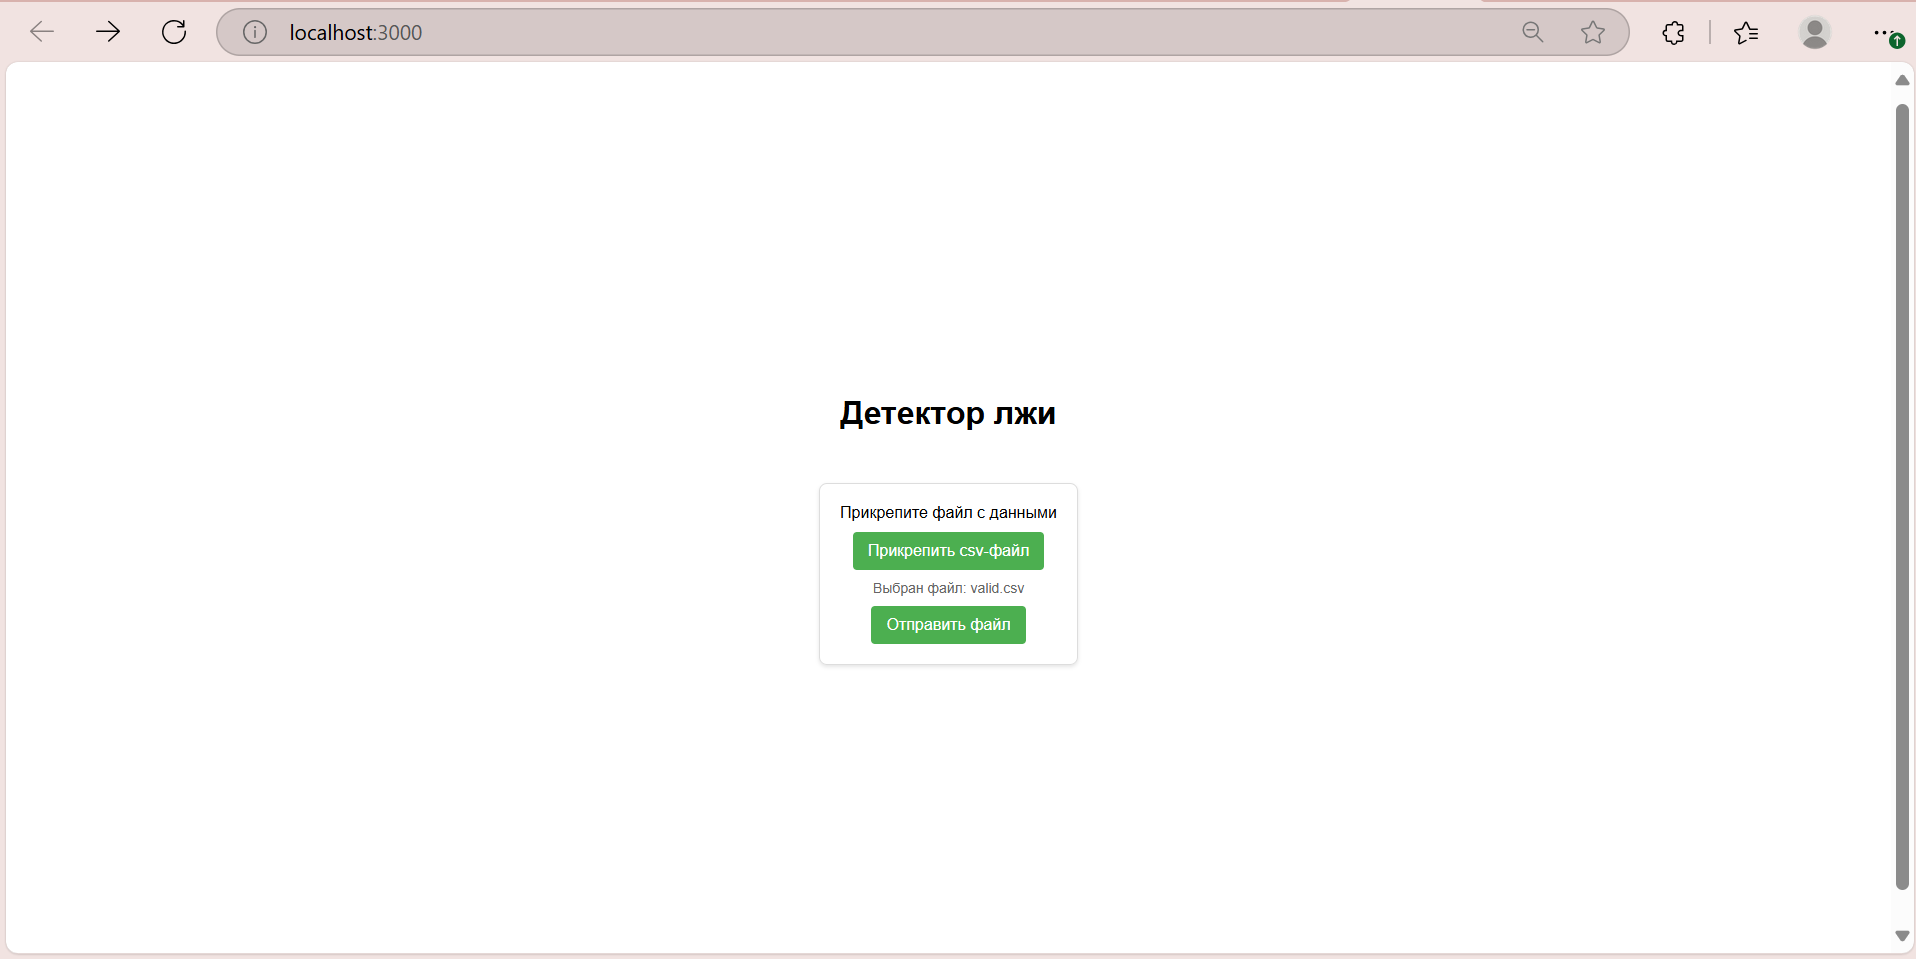 localhost:3000
Детектор лжи
Прикрепите файл с данными
Прикрепить csv-файл
Выбран файл: valid.csv
Отправить файл